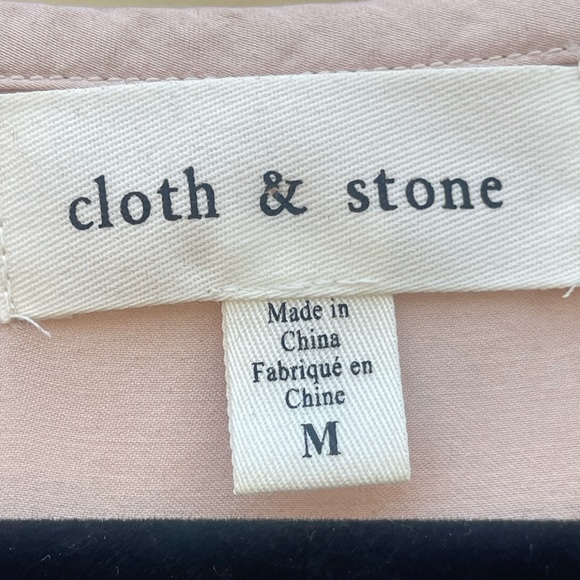 cloth & stone
Made in
China
Fabriqué en
Chine
M